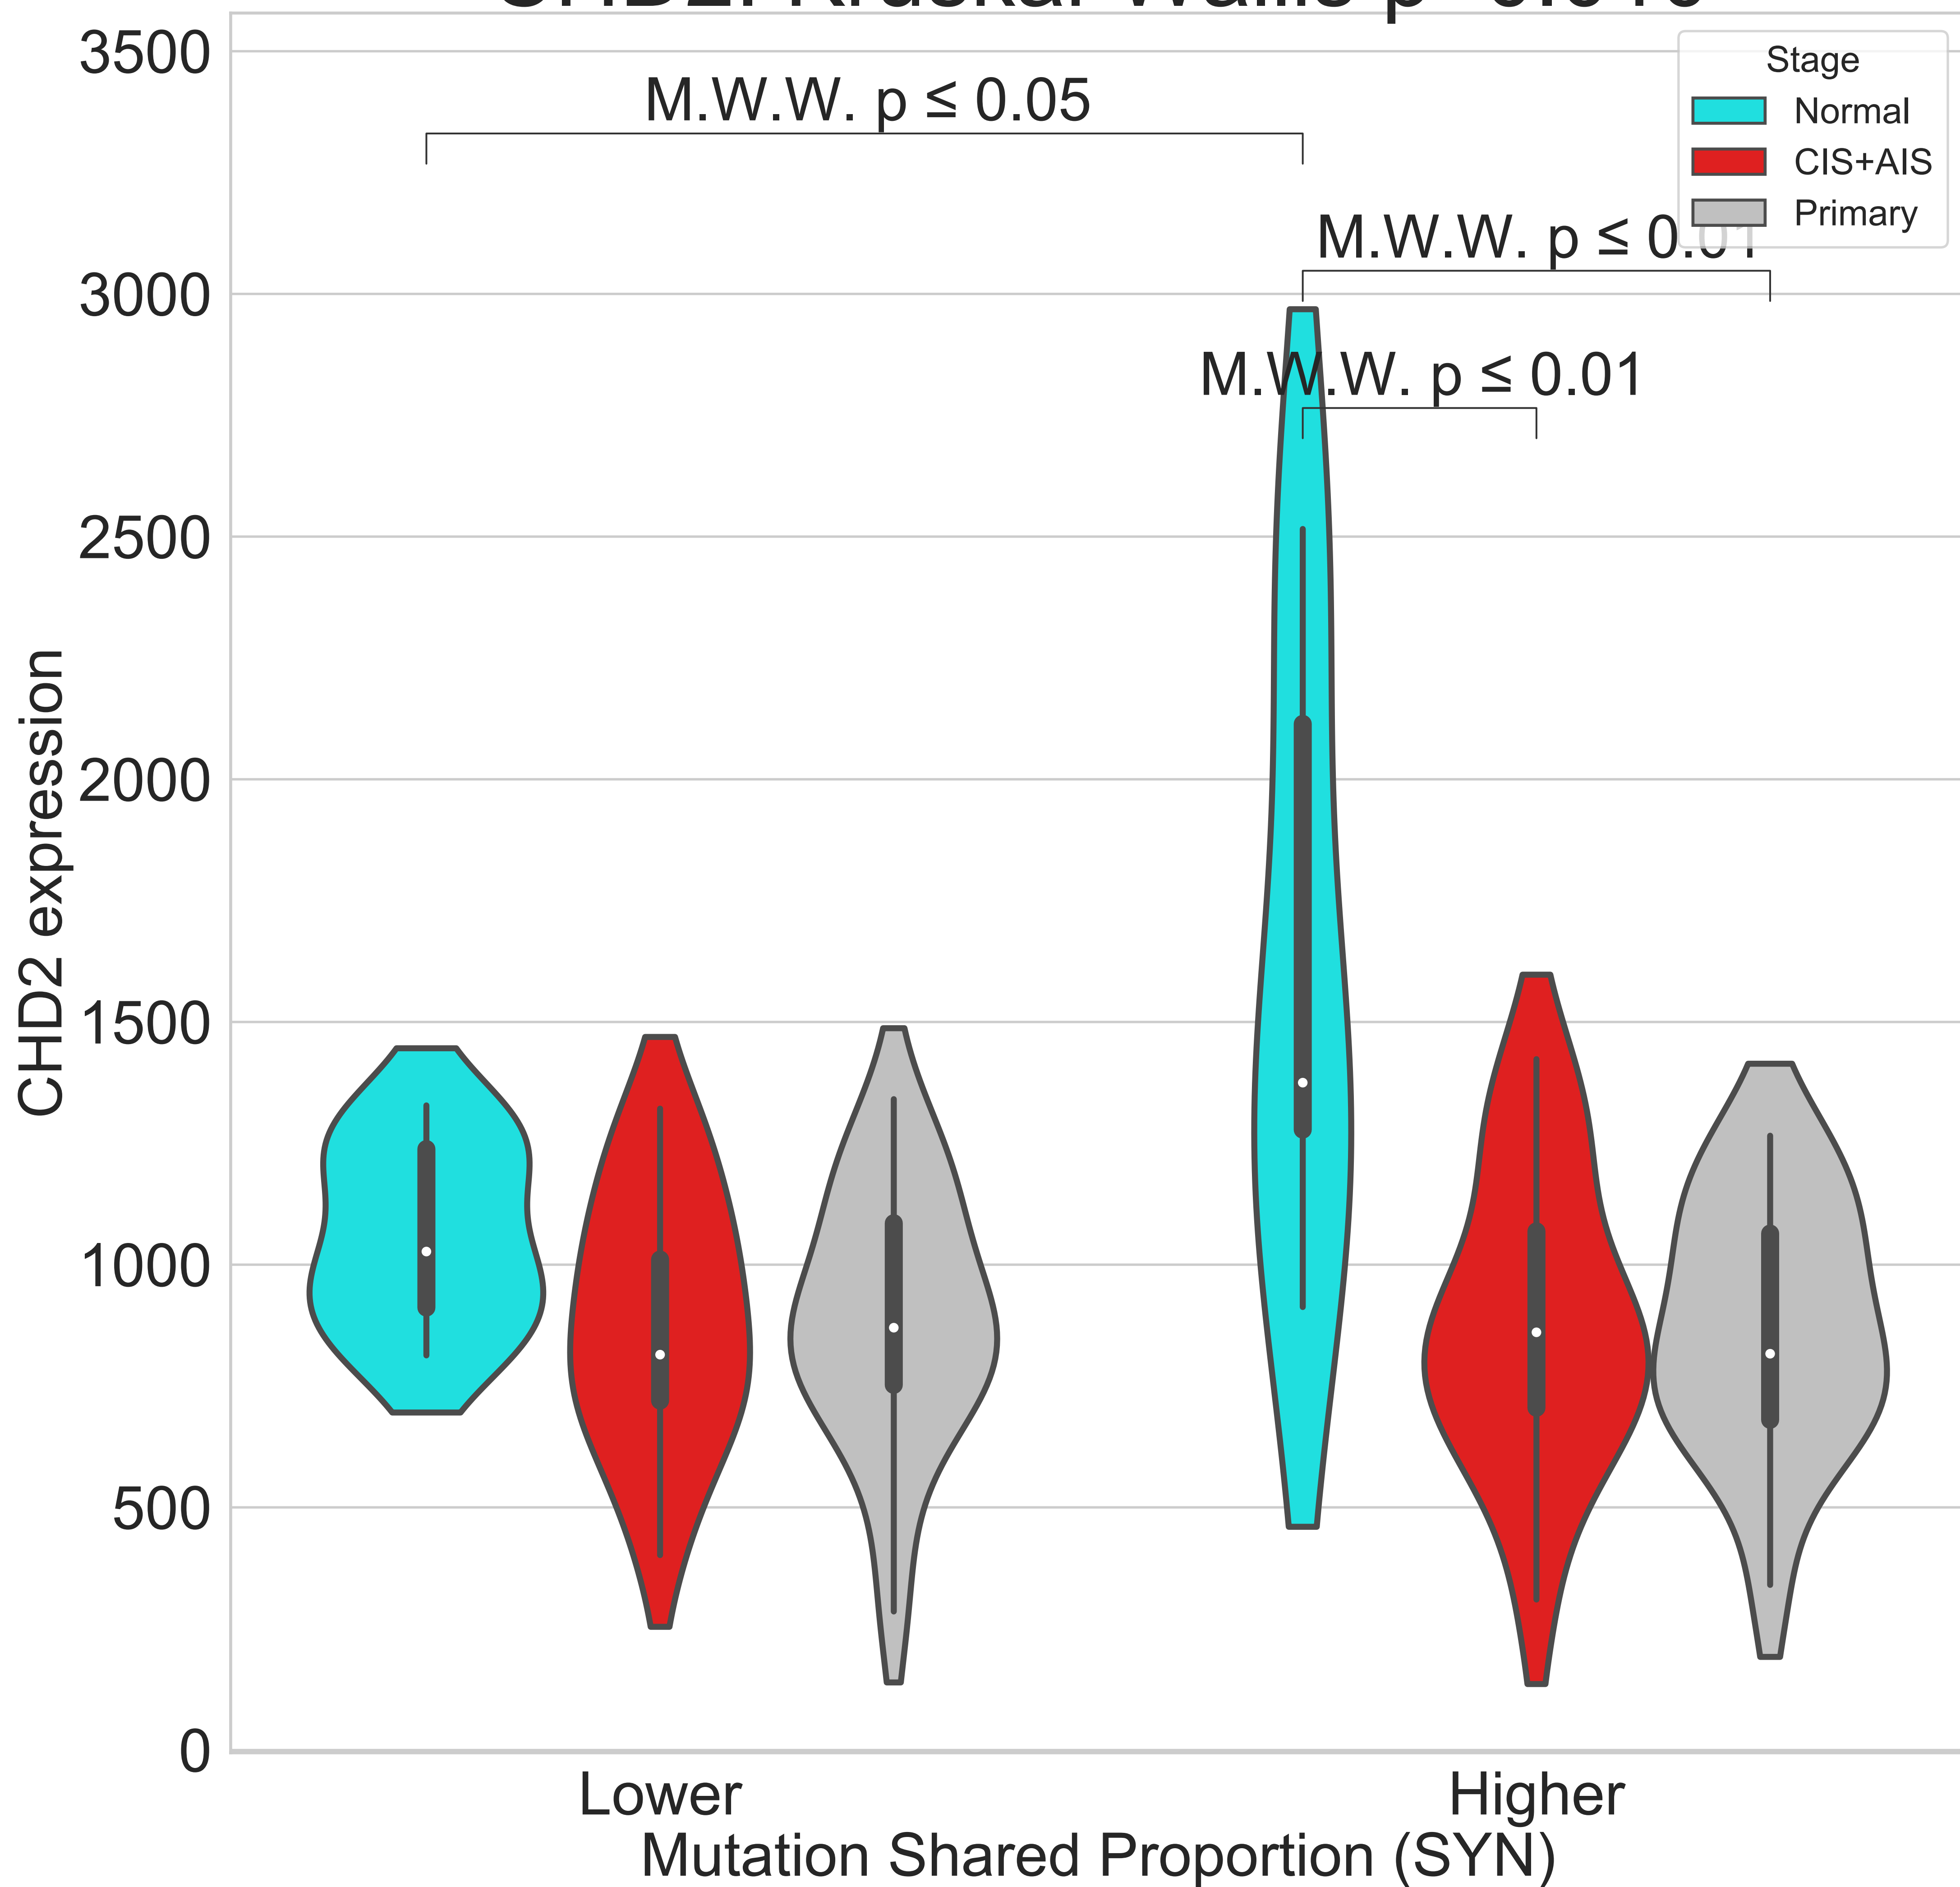 3500
3000
2500
2000
1500
1000
500
0
CHD2 expression
M.W.W. p ≤ 0.05
M.W.W. p ≤ 0.01
M.W.W. p ≤ 0.01
Stage
Normal
CIS+AIS
Primary
Lower
Higher
Mutation Shared Proportion (SYN)